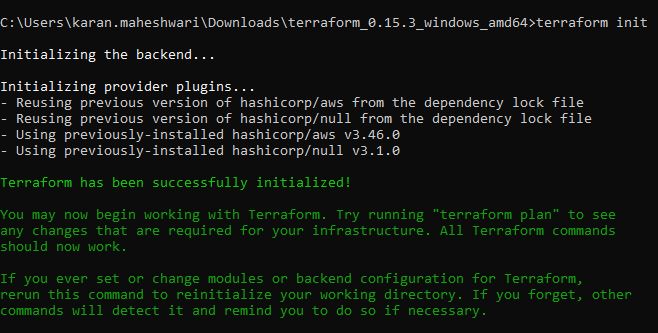 C:\Users\karan.maheshwari\Downloads\terraform_0.15.3_windows_amd64>terraform init
Initializing the backend...
Initializing provider plugins...
- Reusing previous version of hashicorp/aws from the dependency lock file
- Reusing previous version of hashicorp/null from the dependency lock file
- Using previously-installed hashicorp/aws v3.46.0
- Using previously-installed hashicorp/null v3.1.0
Terraform has been successfully initialized!
You may now begin working with Terraform. Try running "terraform plan" to see
any changes that are required for your infrastructure. All Terraform commands
should now work.
If you ever set or change modules or backend configuration for Terraform,
rerun this command to reinitialize your working directory. If you forget, other
commands will detect it and remind you to do so if necessary.